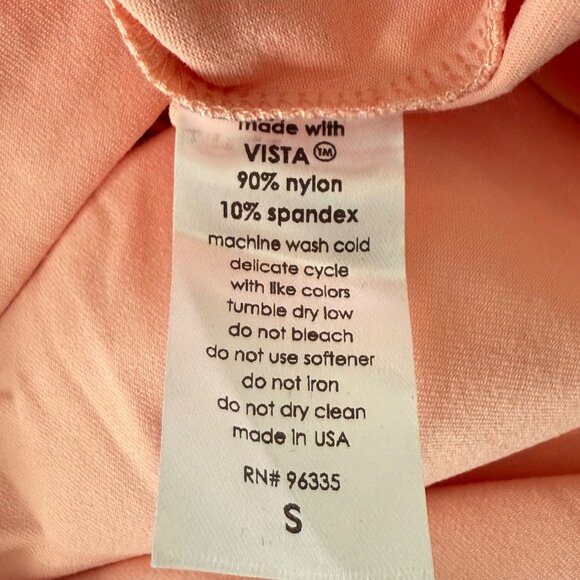 made with
VISTA™
90% nylon
10% spandex
machine wash cold
delicate cycle
with like colors
tumble dry low
do not bleach
do not use softener
do not iron
do not dry clean
made in USA
RN# 96335
S